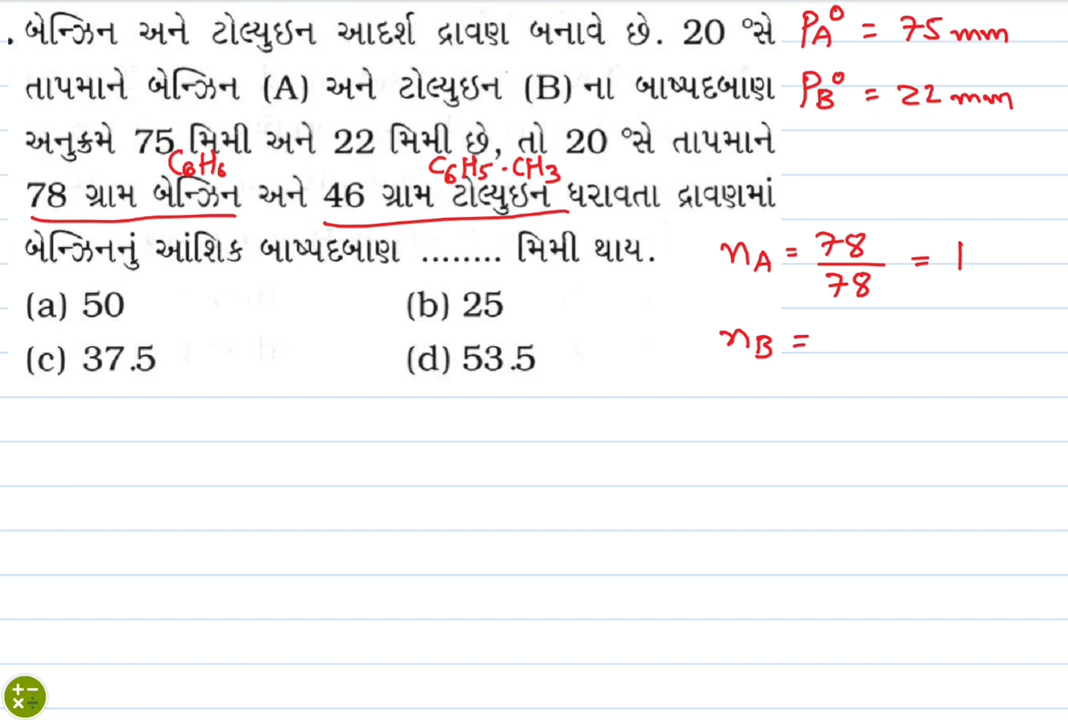 . બેન્ઝિન અને ટોલ્યુઇન આદર્શ દ્રાવણ બનાવે છે. 20 °સે
તાપમાને બેન્ઝિન (A) અને ટોલ્યુઇન (B) નાં બાષ્પદબાણ
અનુક્રમે 75 મિમી અને 22 મિમી છે, તો 20 °સે તાપમાને
C6H6 C6H5·CH3
78 ગ્રામ બેન્ઝિન અને 46 ગ્રામ ટોલ્યુઇન ધરાવતા દ્રાવણમાં
બેન્ઝિનનું આંશિક બાષ્પદબાણ ........ મિમી થાય.
(a) 50 (b) 25
(c) 37.5 (d) 53.5
PA° = 75 mm
PB° = 22 mm
nA = 78/78 = 1
nB =